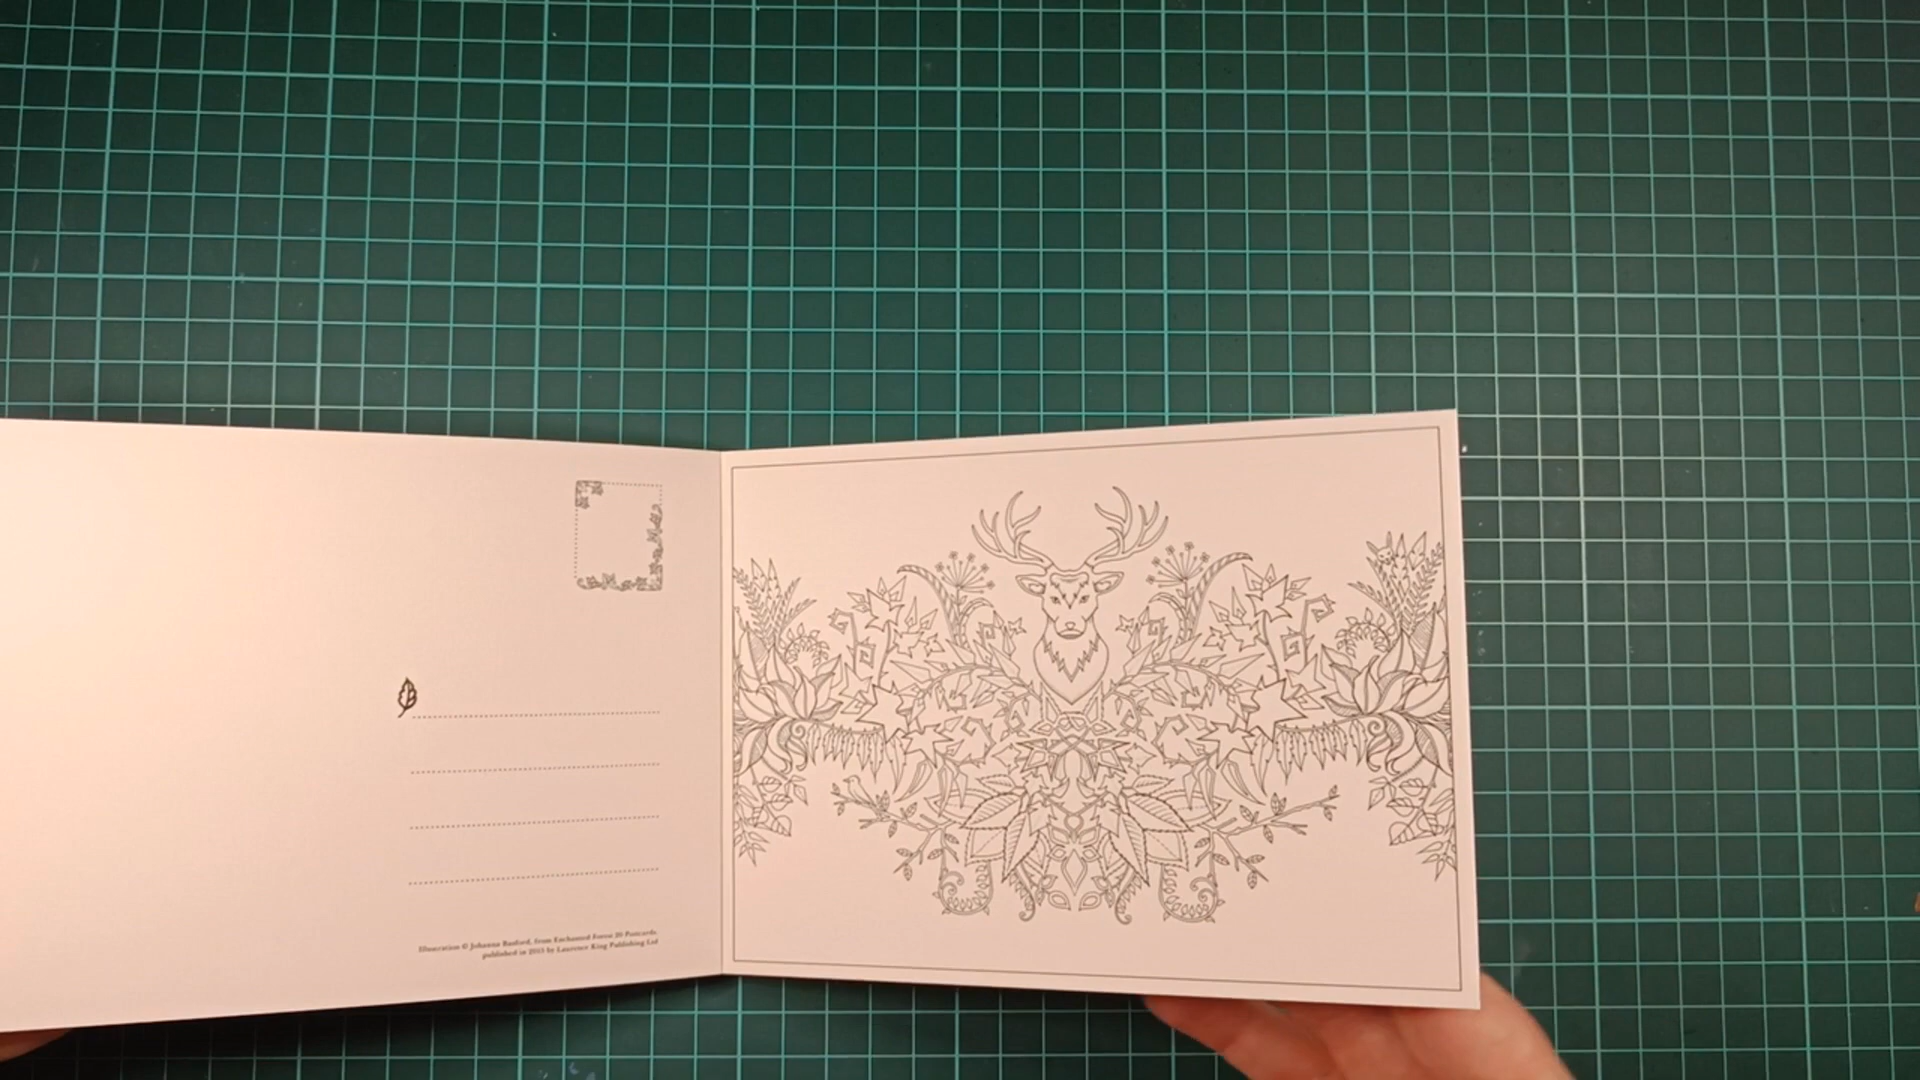 Illustration © Johanna Basford, from Enchanted Forest 20 Postcards
published in 2015 by Laurence King Publishing Ltd